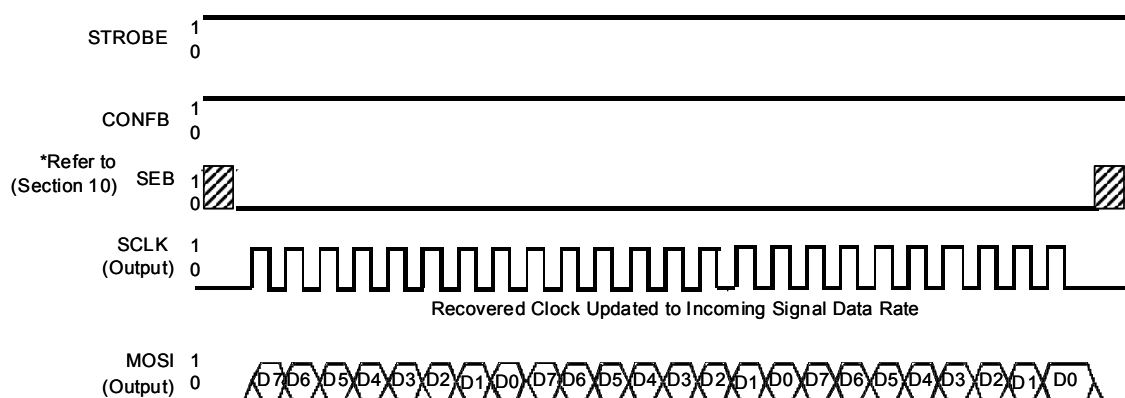 STROBE 1
0
CONFB 1
0
*Refer to
(Section 10) SEB 1
0
SCLK 1
(Output) 0
Recovered Clock Updated to Incoming Signal Data Rate
MOSI 1
(Output) 0
D7 D6 D5 D4 D3 D2 D1 D0 D7 D6 D5 D4 D3 D2 D1 D0 D7 D6 D5 D4 D3 D2 D1 D0